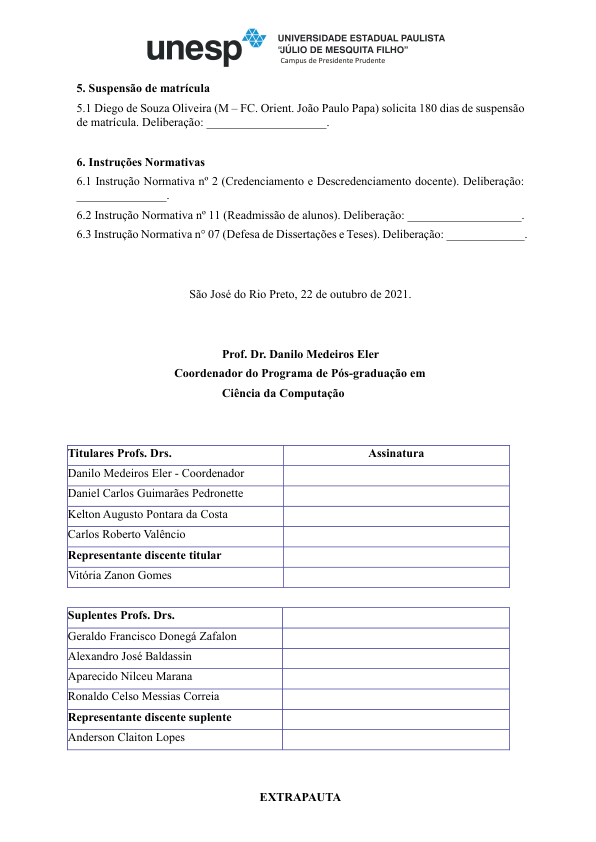 unesp
UNIVERSIDADE ESTADUAL PAULISTA
"JÚLIO DE MESQUITA FILHO"
Campus de Presidente Prudente
5. Suspensão de matrícula
5.1 Diego de Souza Oliveira (M – FC. Orient. João Paulo Papa) solicita 180 dias de suspensão
de matrícula. Deliberação: ____________________.
6. Instruções Normativas
6.1 Instrução Normativa nº 2 (Credenciamento e Descredenciamento docente). Deliberação:
_______________.
6.2 Instrução Normativa nº 11 (Readmissão de alunos). Deliberação: ___________________.
6.3 Instrução Normativa n° 07 (Defesa de Dissertações e Teses). Deliberação: _____________.
São José do Rio Preto, 22 de outubro de 2021.
Prof. Dr. Danilo Medeiros Eler
Coordenador do Programa de Pós-graduação em
Ciência da Computação
Titulares Profs. Drs. Assinatura
Danilo Medeiros Eler - Coordenador
Daniel Carlos Guimarães Pedronette
Kelton Augusto Pontara da Costa
Carlos Roberto Valêncio
Representante discente titular
Vitória Zanon Gomes
Suplentes Profs. Drs.
Geraldo Francisco Donegá Zafalon
Alexandro José Baldassin
Aparecido Nilceu Marana
Ronaldo Celso Messias Correia
Representante discente suplente
Anderson Claiton Lopes
EXTRAPAUTA